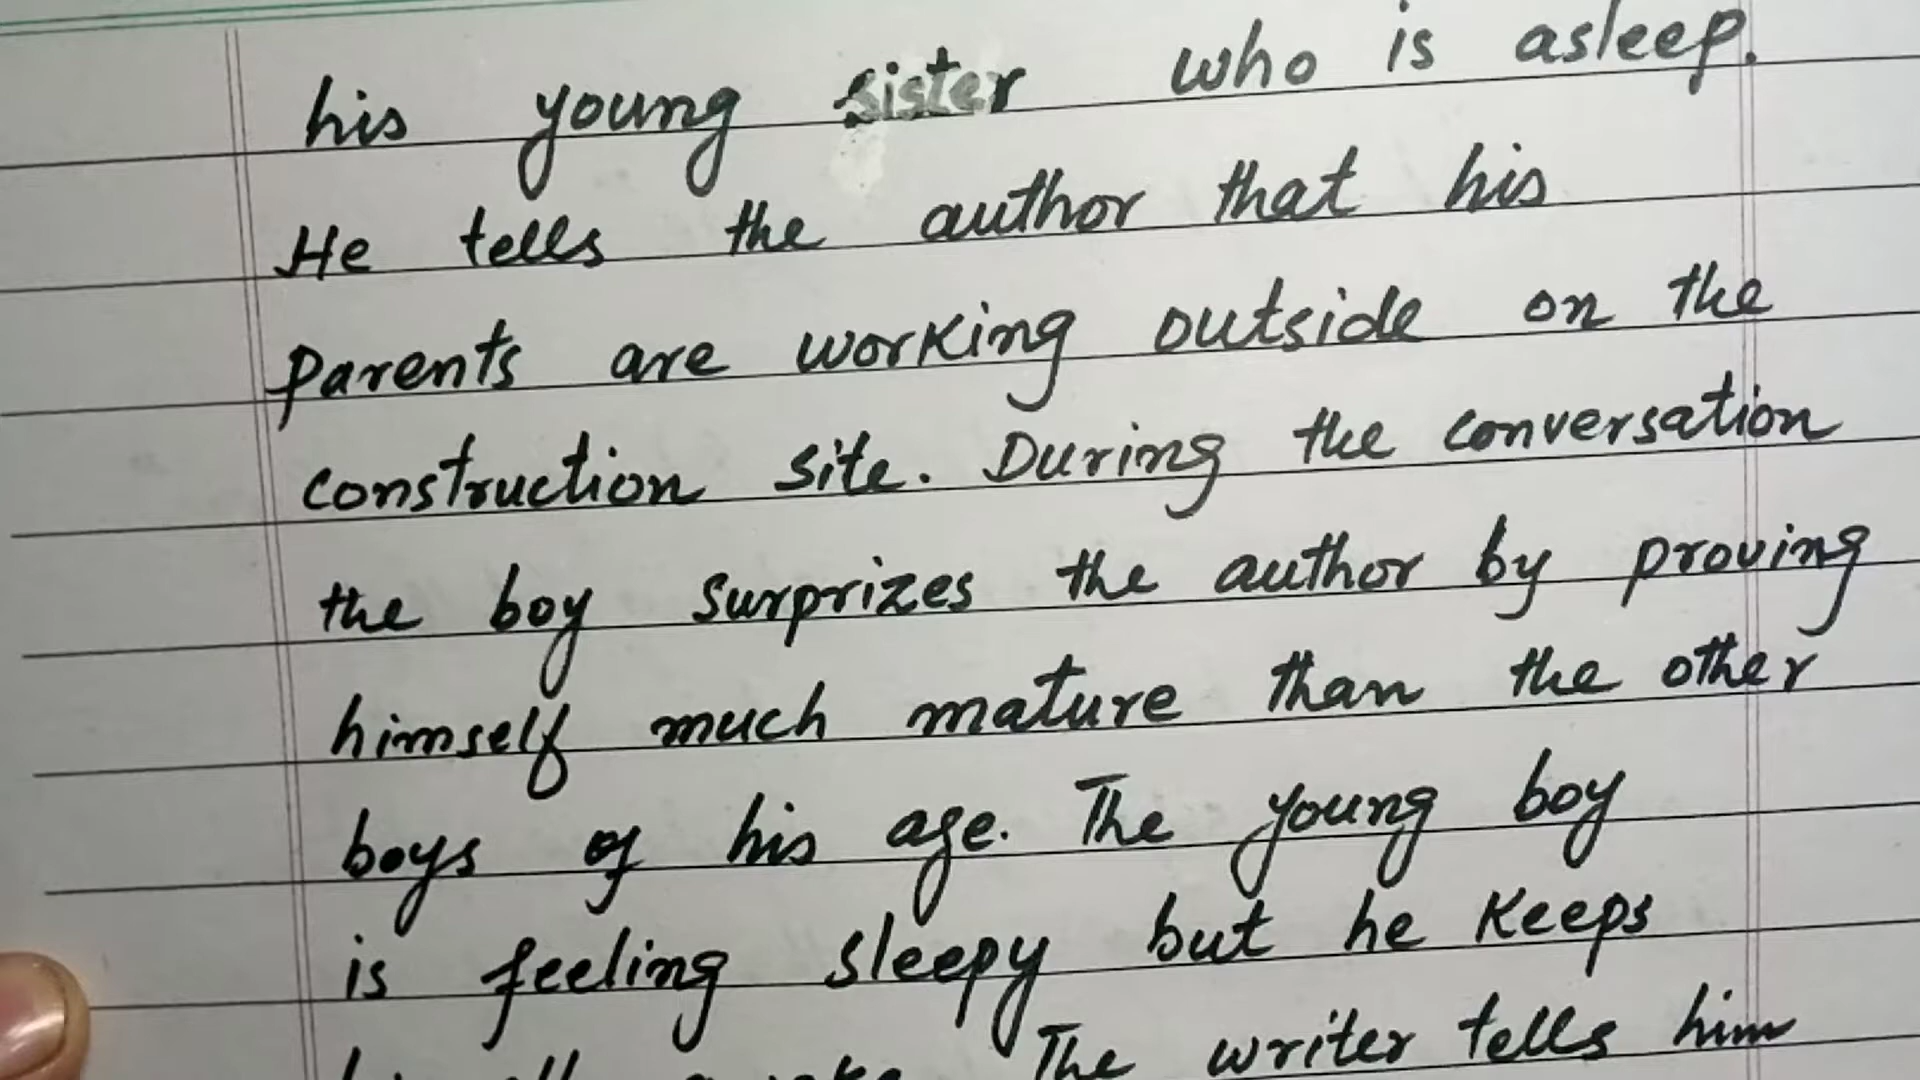 his young sister who is asleep.
He tells the author that his
parents are working outside on the
construction site. During the conversation
the boy surprizes the author by proving
himself much mature than the other
boys of his age. The young boy
is feeling sleepy but he keeps
The writer tells him